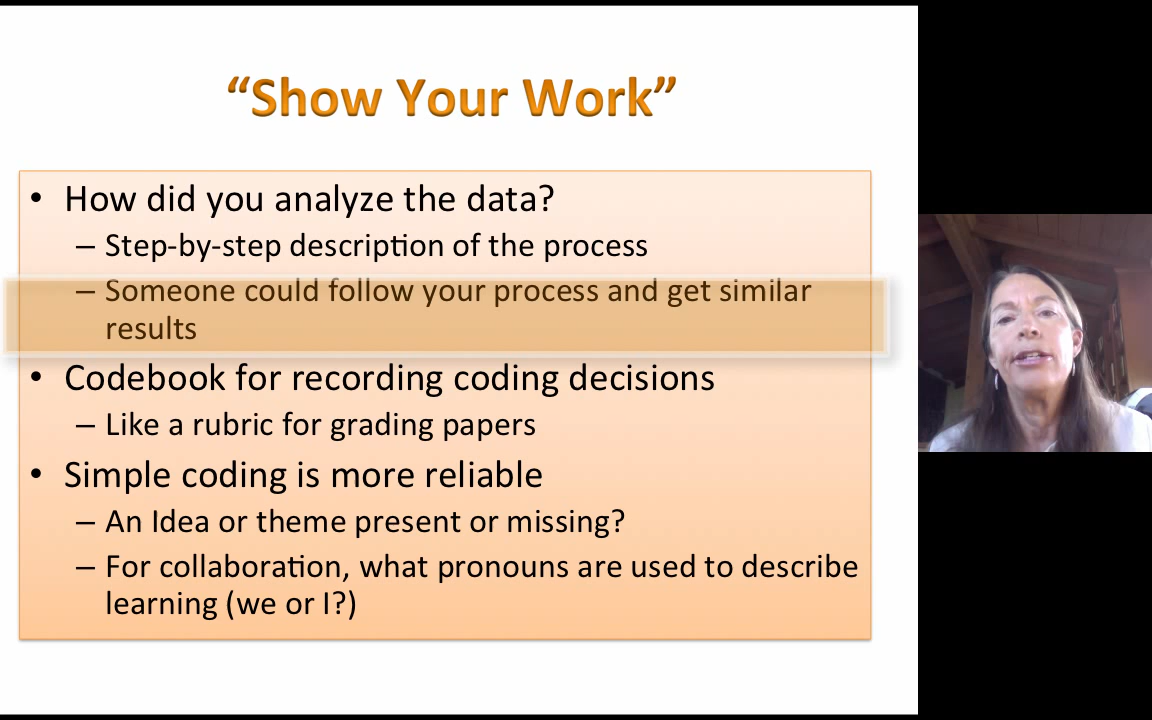 “Show Your Work”
• How did you analyze the data?
– Step-by-step description of the process
– Someone could follow your process and get similar
results
• Codebook for recording coding decisions
– Like a rubric for grading papers
• Simple coding is more reliable
– An Idea or theme present or missing?
– For collaboration, what pronouns are used to describe
learning (we or I?)